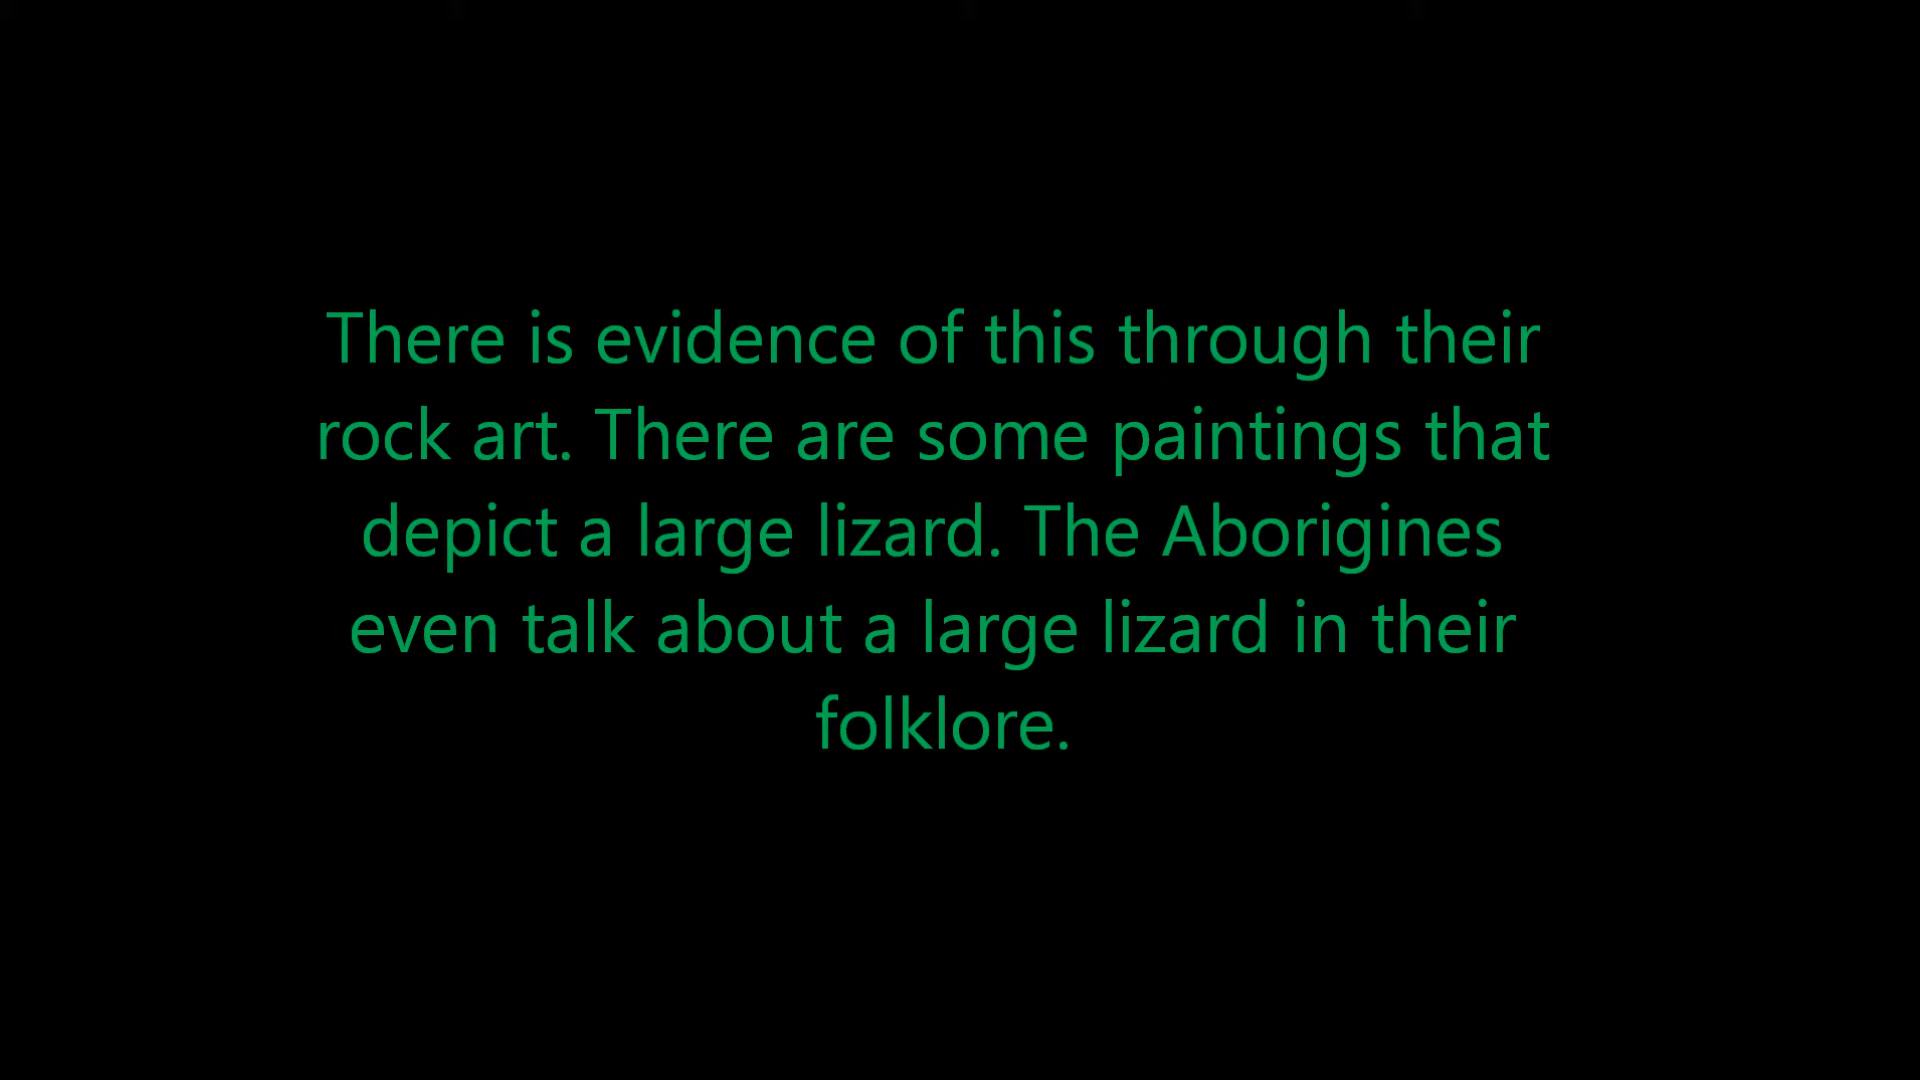 There is evidence of this through their
rock art. There are some paintings that
depict a large lizard. The Aborigines
even talk about a large lizard in their
folklore.